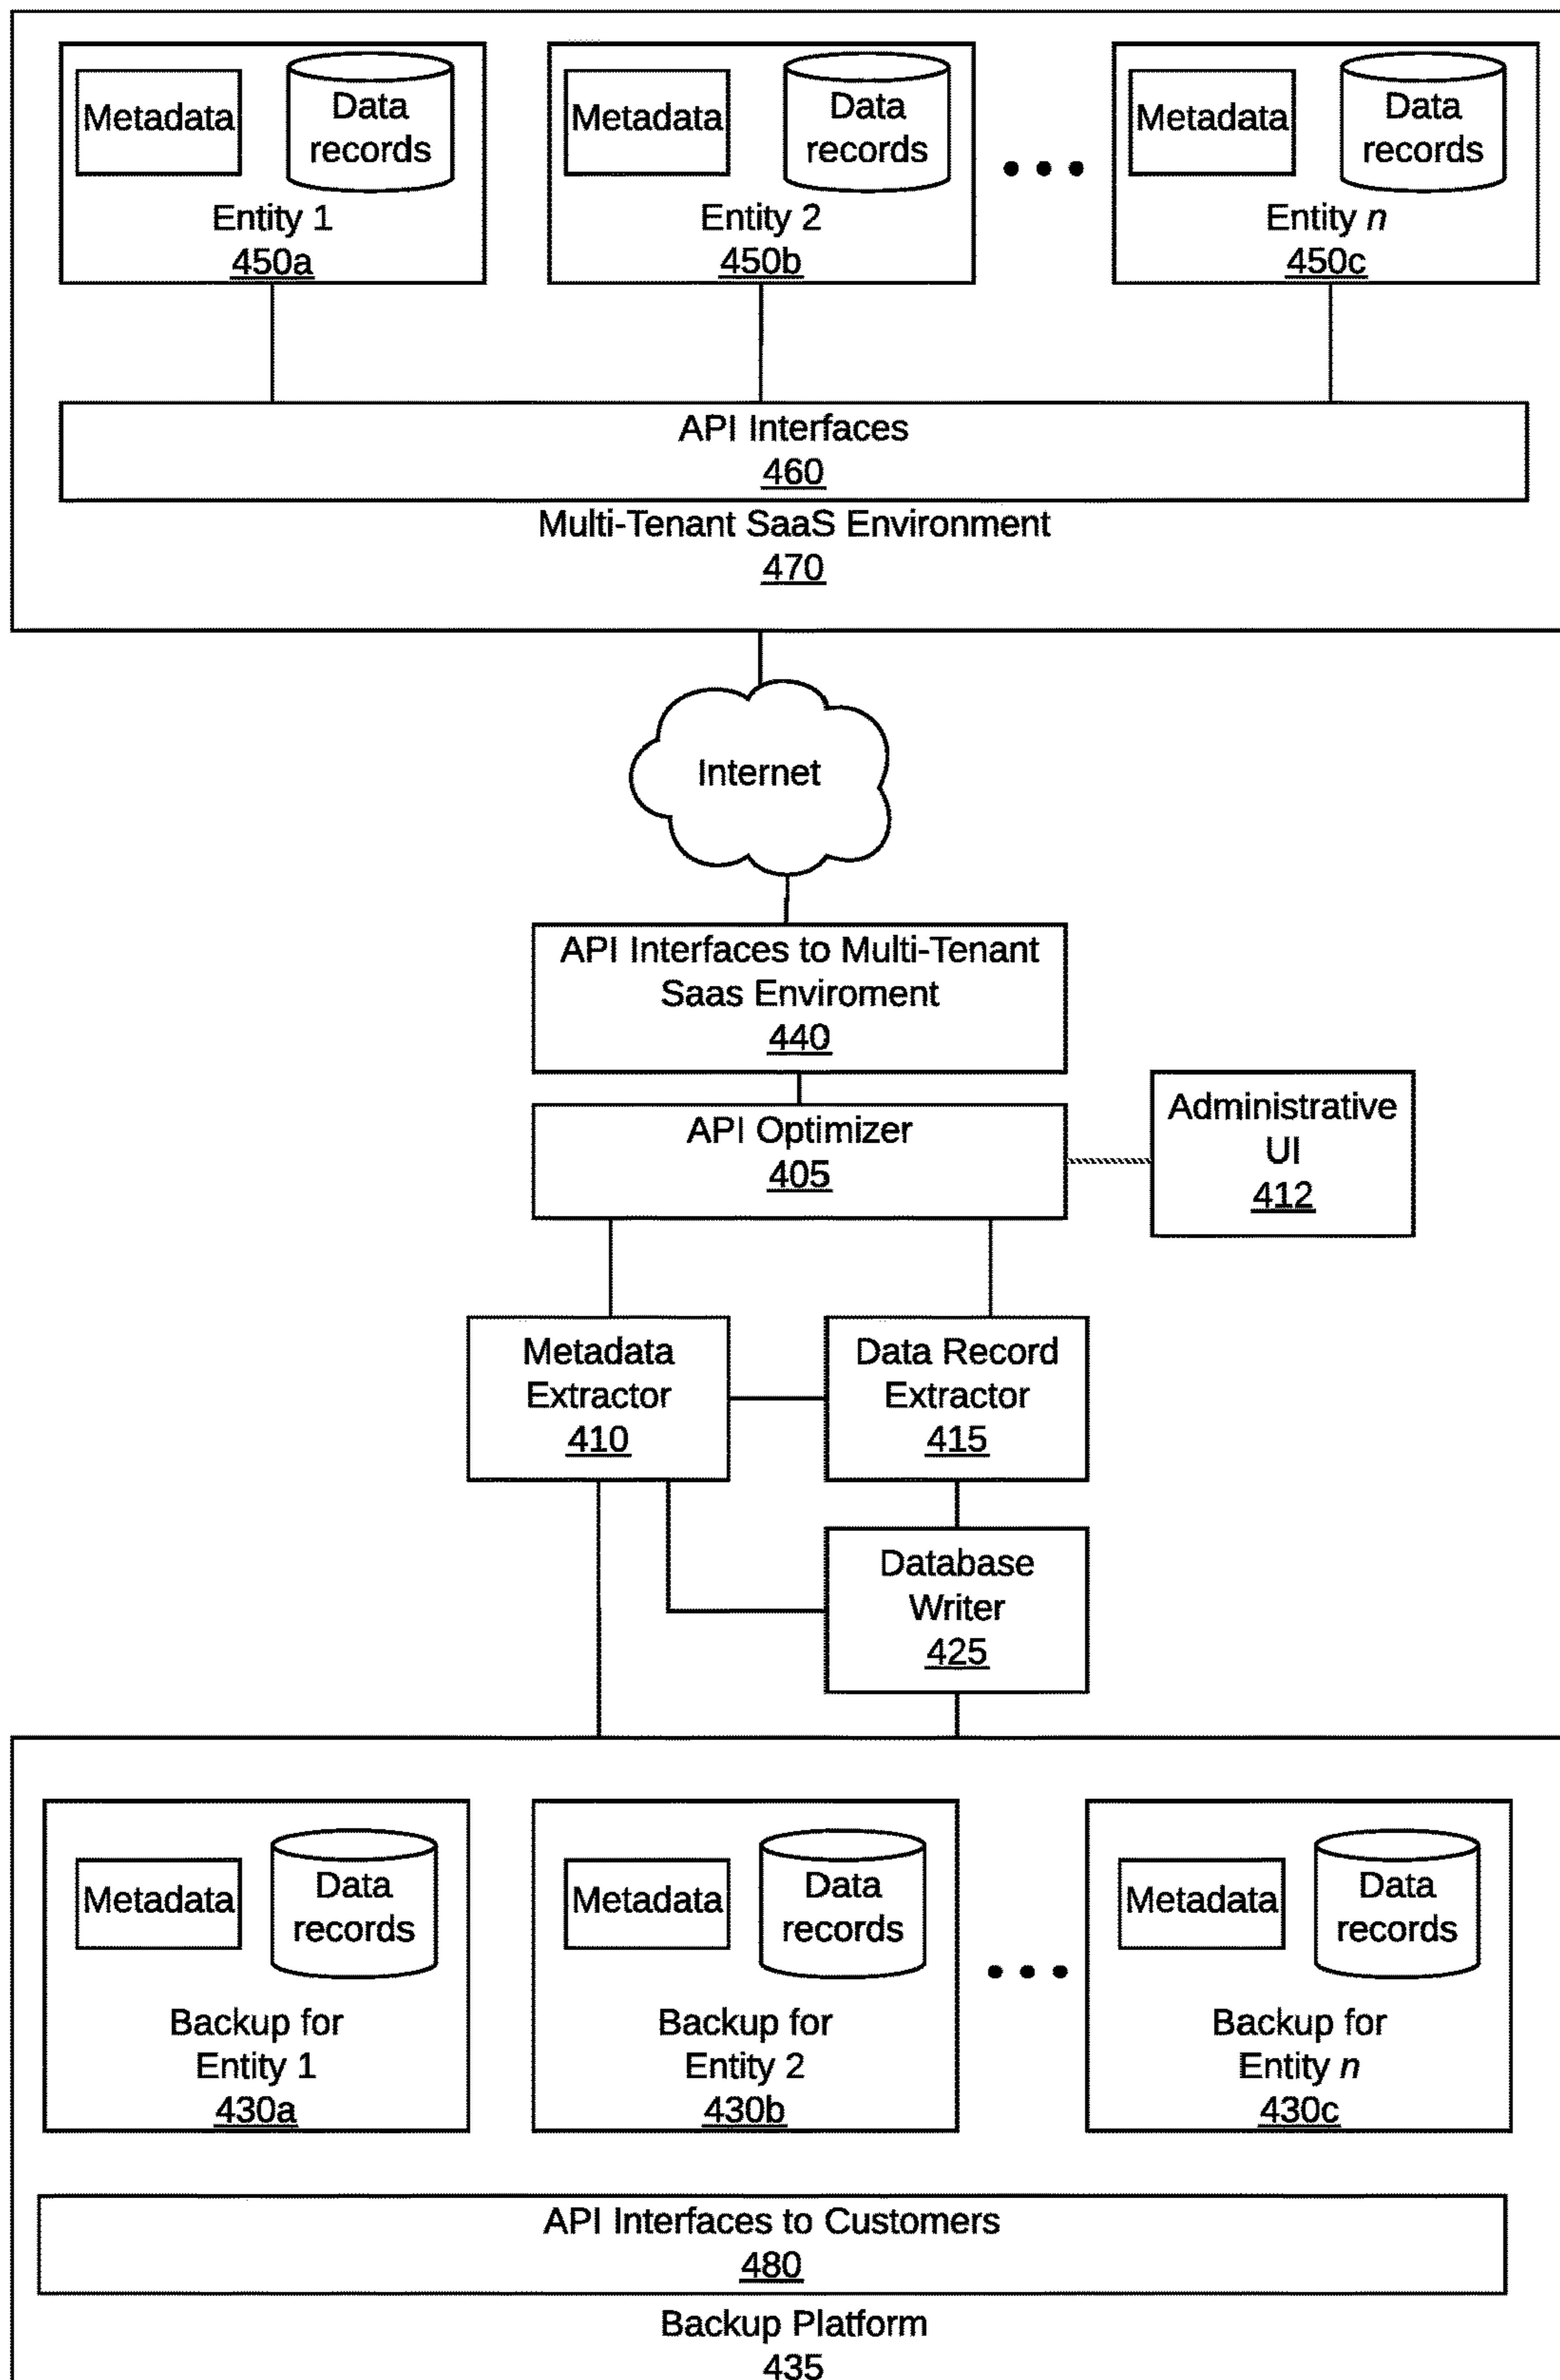 Metadata
Data
records
Entity 1
450a
Metadata
Data
records
Entity 2
450b
Metadata
Data
records
Entity n
450c
API Interfaces
460
Multi-Tenant SaaS Environment
470
Internet
API Interfaces to Multi-Tenant
Saas Enviroment
440
API Optimizer
405
Administrative
UI
412
Metadata
Extractor
410
Data Record
Extractor
415
Database
Writer
425
Metadata
Data
records
Backup for
Entity 1
430a
Metadata
Data
records
Backup for
Entity 2
430b
Metadata
Data
records
Backup for
Entity n
430c
API Interfaces to Customers
480
Backup Platform
435